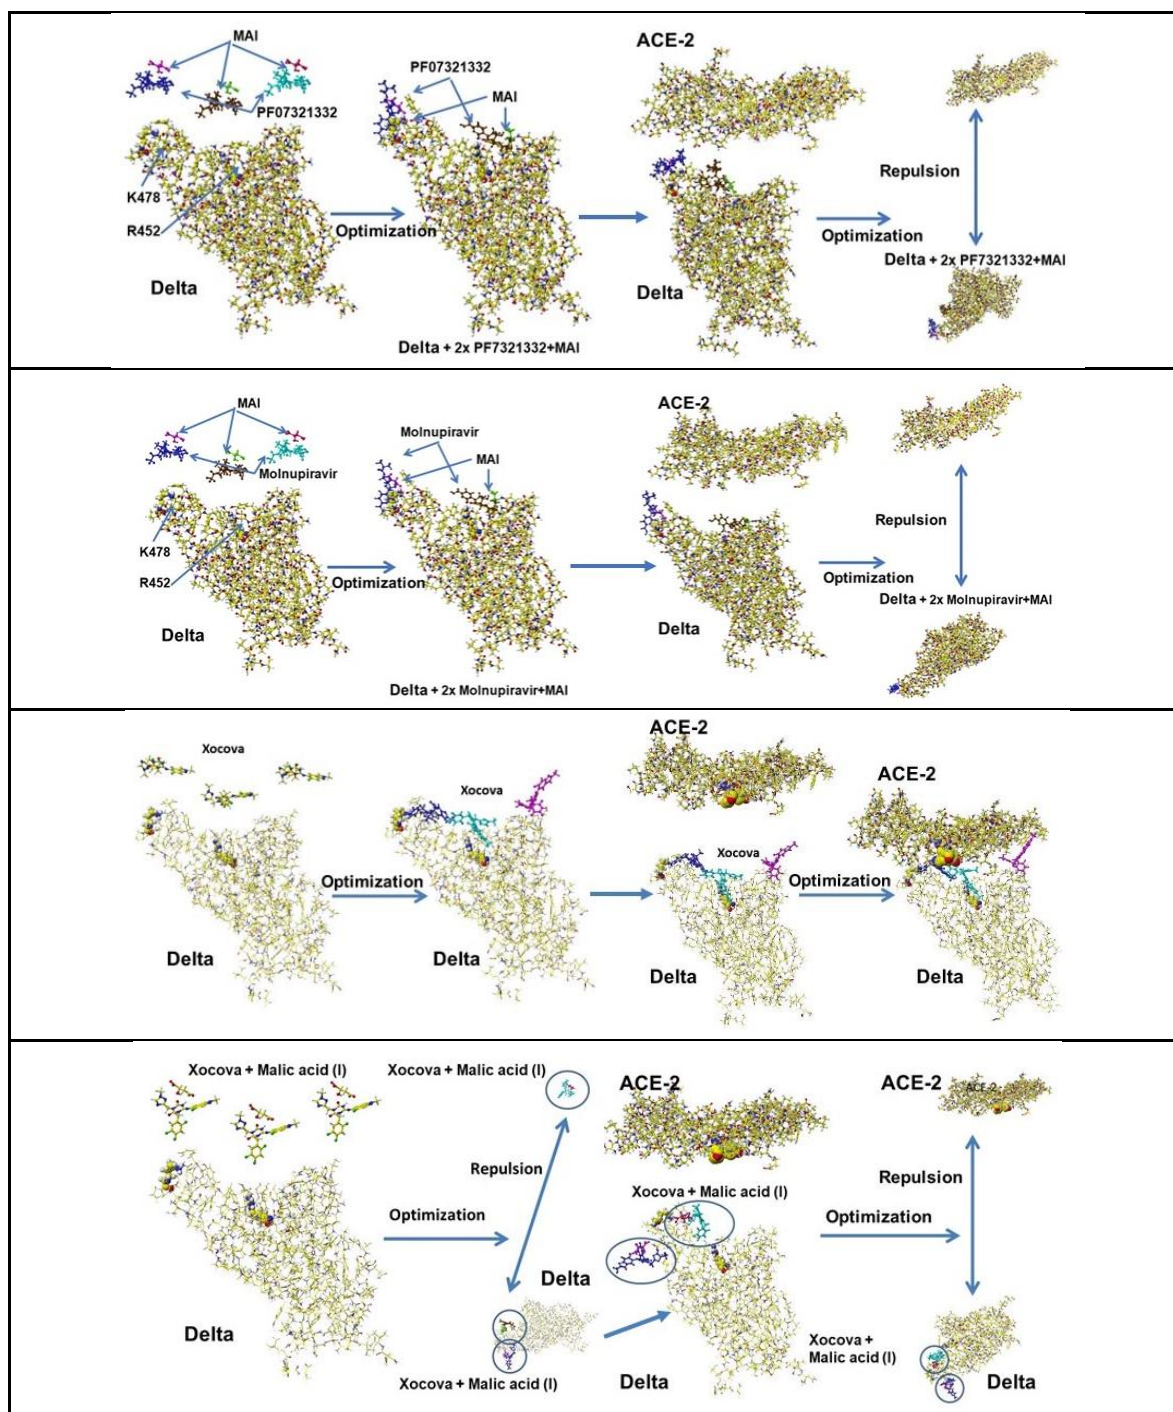 MAI
PF07321332
K478
R452
Delta
Optimization
PF07321332
MAI
Delta + 2x PF7321332+MAI
ACE-2
Delta
Optimization
Repulsion
Delta + 2x PF7321332+MAI
MAI
Molnupiravir
K478
R452
Delta
Optimization
Molnupiravir
MAI
Delta + 2x Molnupiravir+MAI
ACE-2
Delta
Optimization
Repulsion
Delta + 2x Molnupiravir+MAI
Xocova
Delta
Optimization
Xocova
Delta
ACE-2
Xocova
Delta
Optimization
ACE-2
Delta
Xocova + Malic acid (I)
Delta
Optimization
Xocova + Malic acid (I)
Repulsion
Delta
Xocova + Malic acid (I)
ACE-2
Xocova + Malic acid (I)
Delta
Optimization
ACE-2
ACE-2
Repulsion
Xocova +
Malic acid (I)
Delta